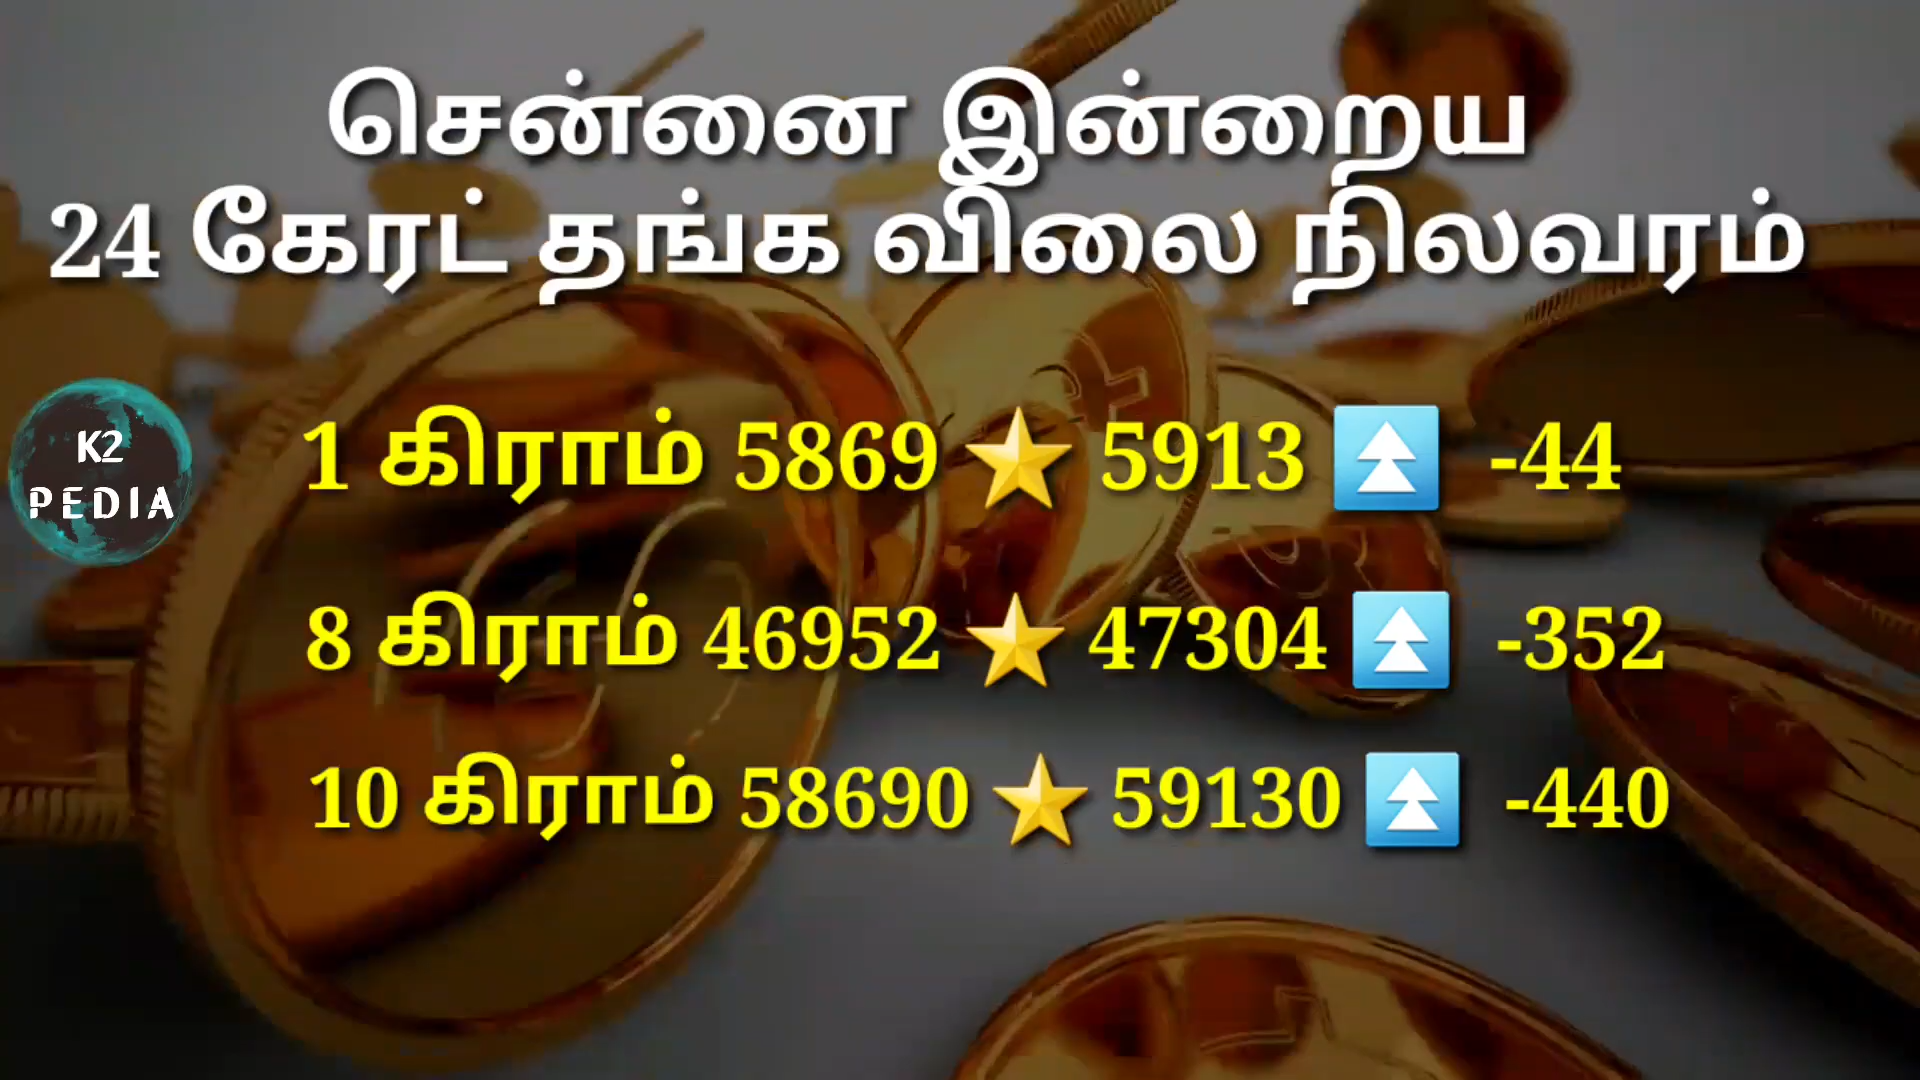 சென்னை இன்றைய
24 கேரட் தங்க விலை நிலவரம்
K2
PEDIA
1 கிராம் 5869 ⭐ 5913 ⏫ -44
8 கிராம் 46952 ⭐ 47304 ⏫ -352
10 கிராம் 58690 ⭐ 59130 ⏫ -440